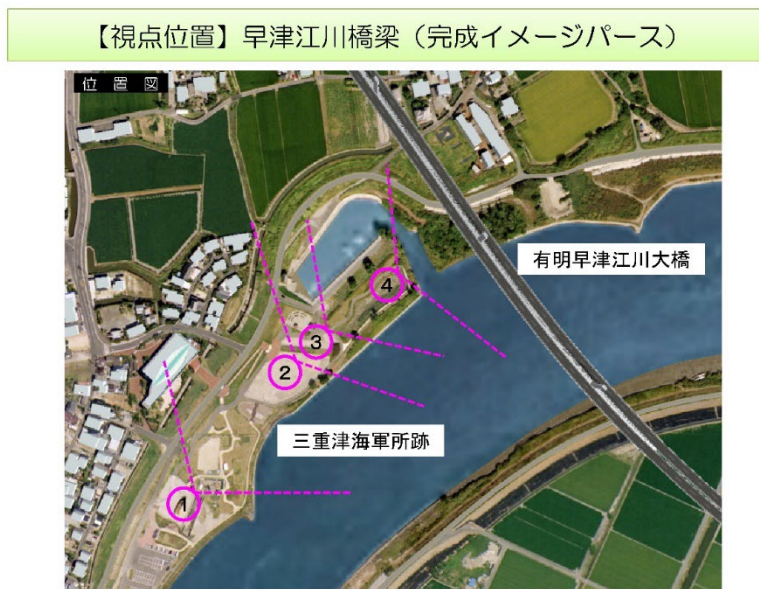 【視点位置】早津江川橋梁（完成イメージパース）
位置図
有明早津江川大橋
④
③
②
三重津海軍所跡
①